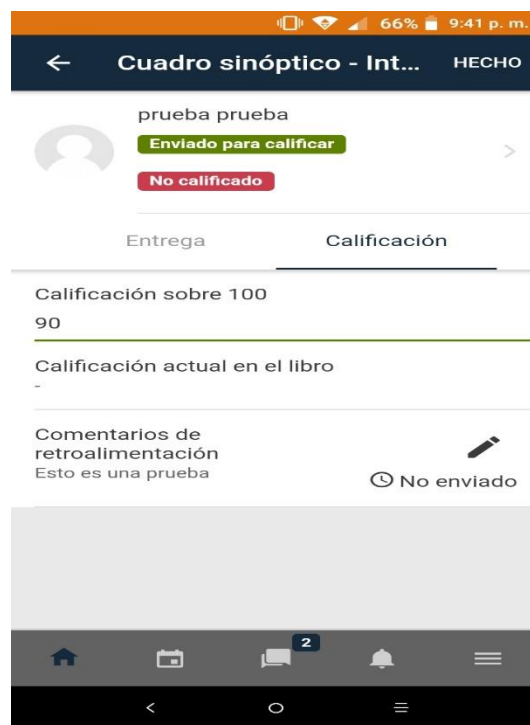 66% 9:41 p. m.
Cuadro sinóptico - Int... HECHO
prueba prueba
Enviado para calificar
No calificado
Entrega Calificación
Calificación sobre 100
90
Calificación actual en el libro
-
Comentarios de
retroalimentación
Esto es una prueba
No enviado
2